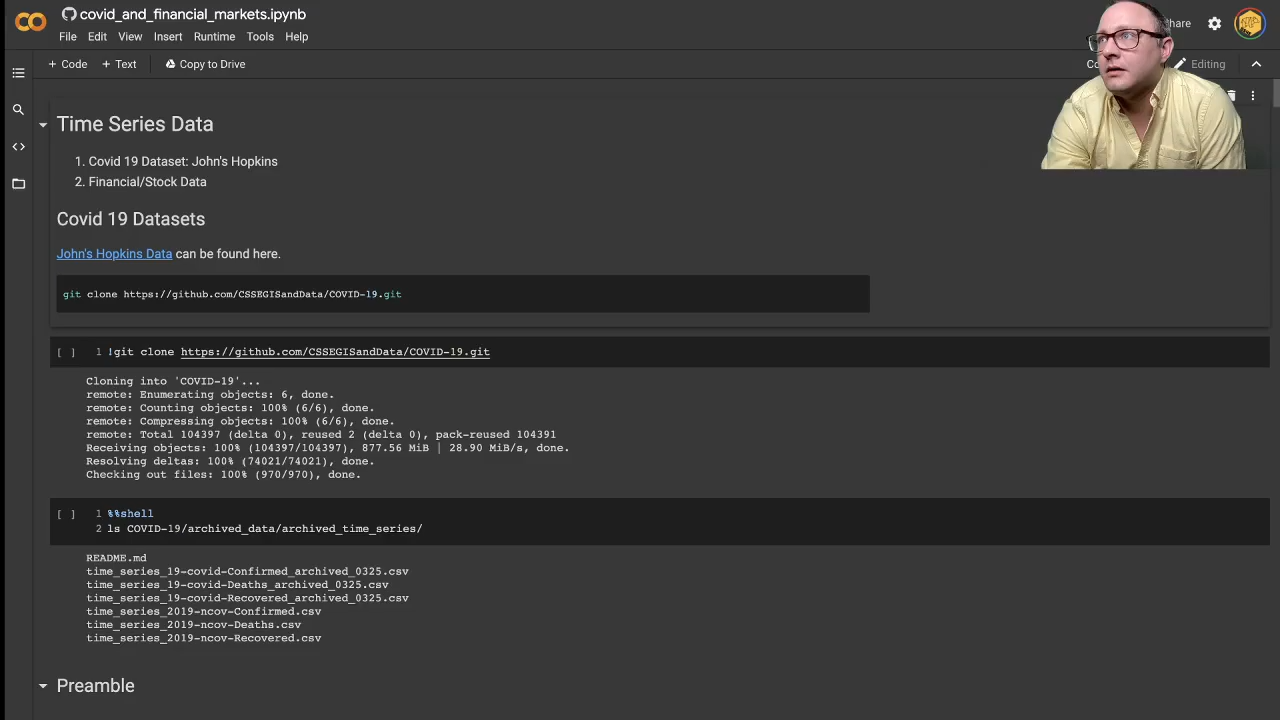 covid_and_financial_markets.ipynb
File Edit View Insert Runtime Tools Help
+ Code + Text Copy to Drive
Editing
Time Series Data
1. Covid 19 Dataset: John's Hopkins
2. Financial/Stock Data
Covid 19 Datasets
John's Hopkins Data can be found here.
git clone https://github.com/CSSEGISandData/COVID-19.git
[ ] 1 !git clone https://github.com/CSSEGISandData/COVID-19.git
Cloning into 'COVID-19'...
remote: Enumerating objects: 6, done.
remote: Counting objects: 100% (6/6), done.
remote: Compressing objects: 100% (6/6), done.
remote: Total 104397 (delta 0), reused 2 (delta 0), pack-reused 104391
Receiving objects: 100% (104397/104397), 877.56 MiB | 28.90 MiB/s, done.
Resolving deltas: 100% (74021/74021), done.
Checking out files: 100% (970/970), done.
[ ] 1 %%shell
2 ls COVID-19/archived_data/archived_time_series/
README.md
time_series_19-covid-Confirmed_archived_0325.csv
time_series_19-covid-Deaths_archived_0325.csv
time_series_19-covid-Recovered_archived_0325.csv
time_series_2019-ncov-Confirmed.csv
time_series_2019-ncov-Deaths.csv
time_series_2019-ncov-Recovered.csv
Preamble